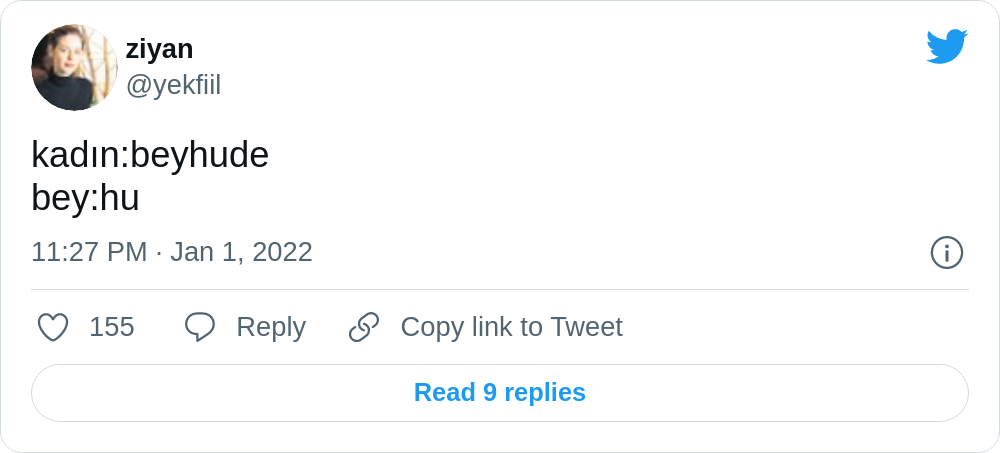 ziyan
@yekfiil
kadın:beyhude
bey:hu
11:27 PM · Jan 1, 2022
155 Reply Copy link to Tweet
Read 9 replies